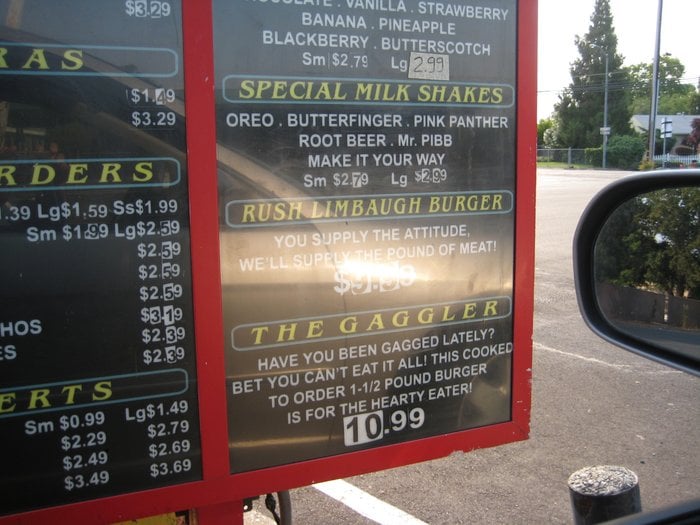 $3.29
RAS
$1.49
$3.29
RDERS
1.39 Lg$1.59 Ss$1.99
Sm $1.99 Lg$2.59
$2.59
$2.59
$2.59
HOS $3.19
$2.39
ES $2.39
ERTS
Sm $0.99 Lg$1.49
$2.29 $2.79
$2.49 $2.69
$3.49 $3.69
CHOCOLATE . VANILLA . STRAWBERRY
BANANA . PINEAPPLE
BLACKBERRY . BUTTERSCOTCH
Sm $2.79 Lg 2.99
SPECIAL MILK SHAKES
OREO . BUTTERFINGER . PINK PANTHER
ROOT BEER . Mr. PIBB
MAKE IT YOUR WAY
Sm $2.79 Lg $2.99
RUSH LIMBAUGH BURGER
YOU SUPPLY THE ATTITUDE,
WE'LL SUPPLY THE POUND OF MEAT!
THE GAGGLER
HAVE YOU BEEN GAGGED LATELY?
BET YOU CAN'T EAT IT ALL! THIS COOKED
TO ORDER 1-1/2 POUND BURGER
IS FOR THE HEARTY EATER!
10.99